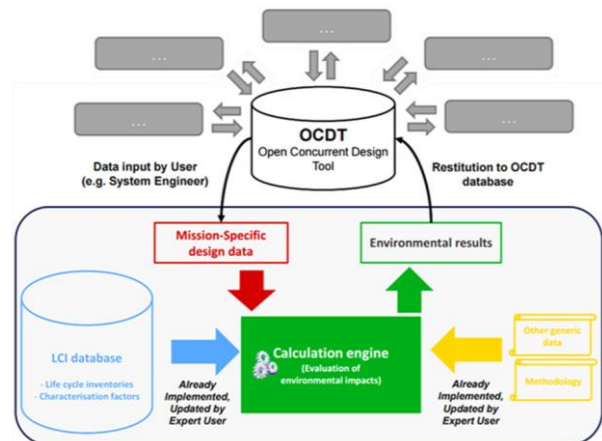 ...
...
...
...
...
OCDT
Open Concurrent Design
Tool
Data input by User
(e.g. System Engineer)
Restitution to OCDT
database
Mission-Specific
design data
Environmental results
LCI database
- Life cycle inventories
- Characterisation factors
Already
Implemented,
Updated by
Expert User
Calculation engine
(Evaluation of
environmental impacts)
Already
Implemented,
Updated by
Expert User
Other generic
data
Methodology